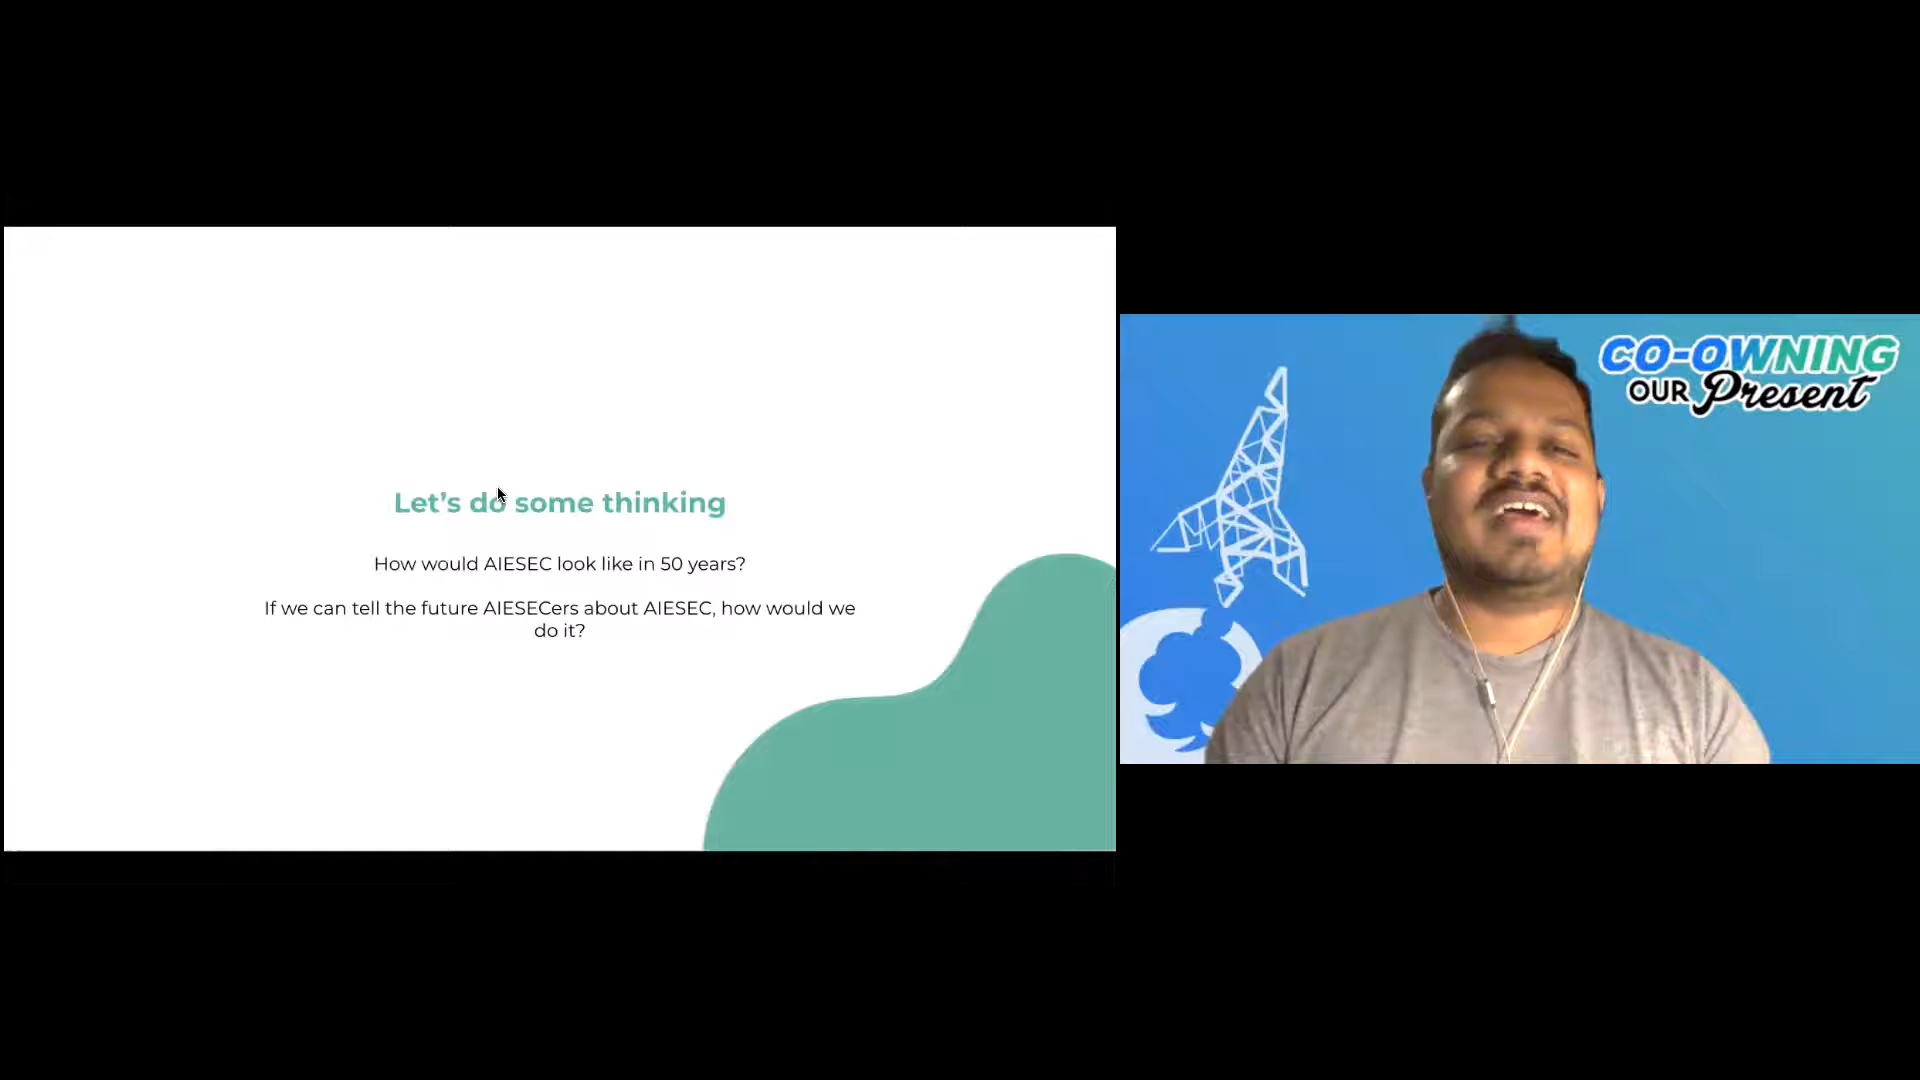 Let's do some thinking
How would AIESEC look like in 50 years?
If we can tell the future AIESECers about AIESEC, how would we
do it?
CO-OWNING
OUR Present